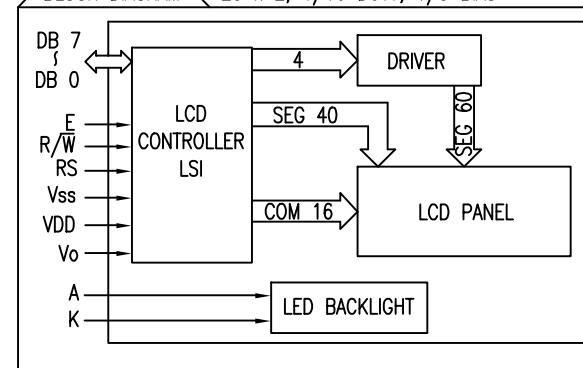 DB 7
DB 0
E
R/W
RS
Vss
VDD
Vo
A
K
LCD
CONTROLLER
LSI
4
DRIVER
SEG 40
SEG 60
COM 16
LCD PANEL
LED BACKLIGHT